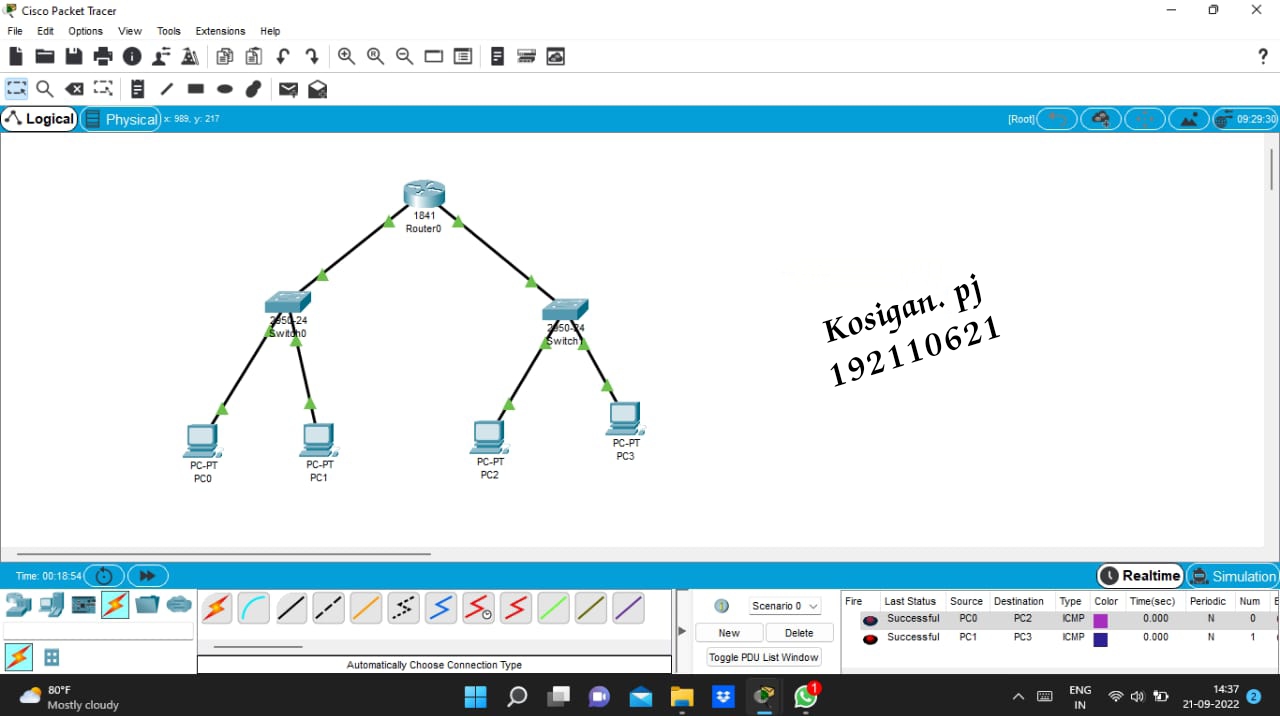 Cisco Packet Tracer
File Edit Options View Tools Extensions Help
Logical Physical x: 989, y: 217 [Root] 09:29:30
1841
Router0
2950-24
Switch0
2950-24
Switch1
Kosigan. pj
192110621
PC-PT
PC0
PC-PT
PC1
PC-PT
PC2
PC-PT
PC3
Time: 00:18:54 Realtime Simulation
Scenario 0
New Delete
Toggle PDU List Window
Automatically Choose Connection Type
Fire Last Status Source Destination Type Color Time(sec) Periodic Num E
Successful PC0 PC2 ICMP 0.000 N 0
Successful PC1 PC3 ICMP 0.000 N 1
80°F
Mostly cloudy
1
ENG
IN
14:37
21-09-2022
2